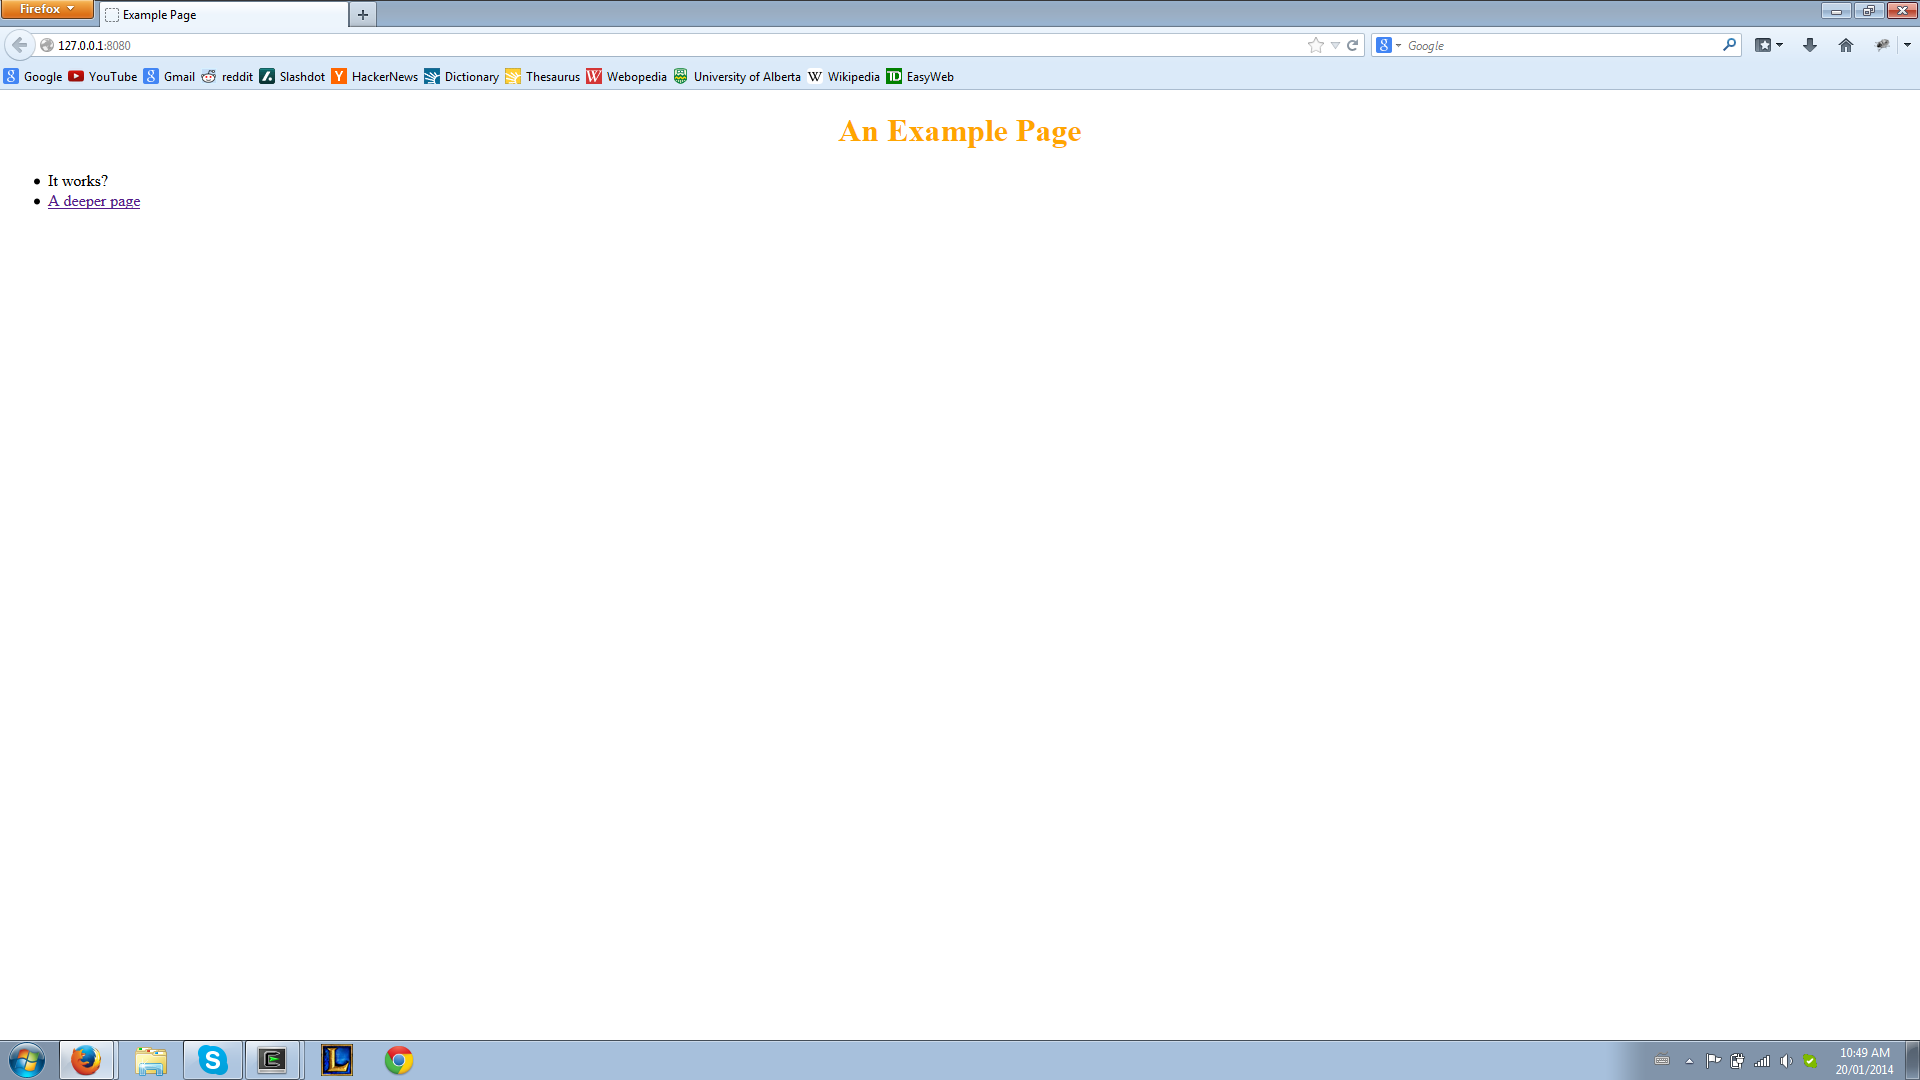 Firefox
Example Page
127.0.0.1:8080
Google
Google YouTube Gmail reddit Slashdot HackerNews Dictionary Thesaurus Webopedia University of Alberta Wikipedia EasyWeb
An Example Page
It works?
A deeper page
10:49 AM
20/01/2014